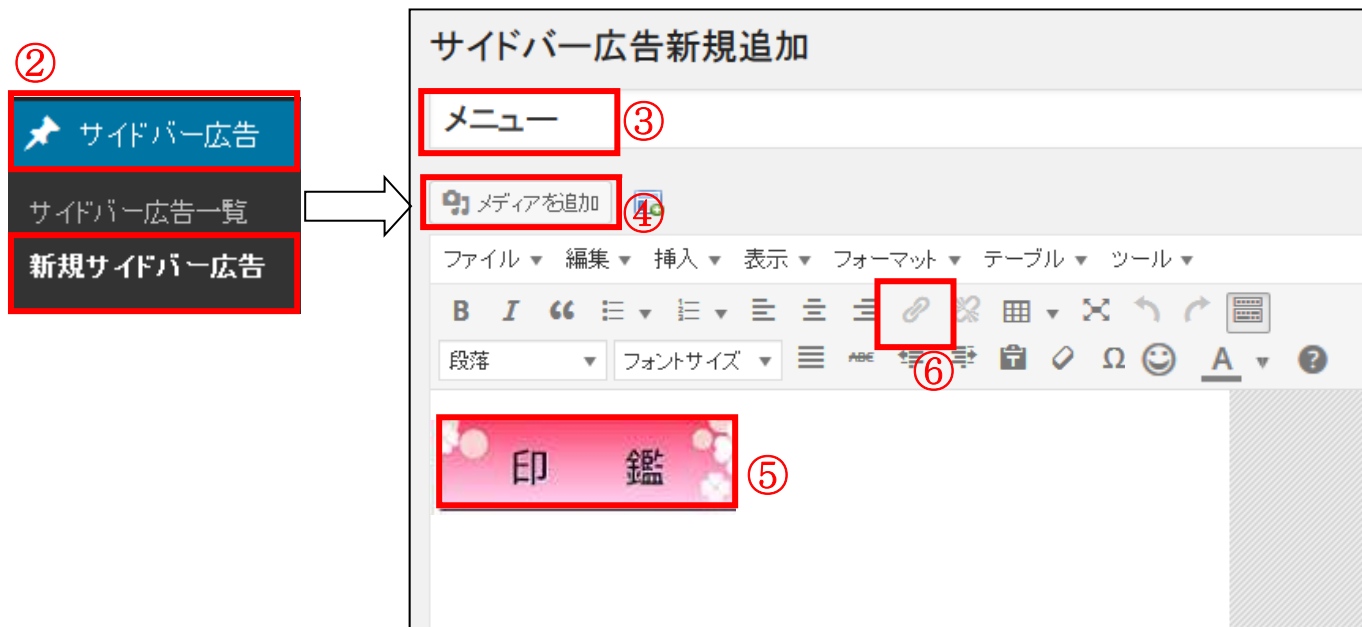 ②
サイドバー広告
サイドバー広告一覧
新規サイドバー広告
サイドバー広告新規追加
メニュー ③
メディアを追加 ④
ファイル ▼ 編集 ▼ 挿入 ▼ 表示 ▼ フォーマット ▼ テーブル ▼ ツール ▼
B I
段落 ▼ フォントサイズ ▼ ABC Ω A ▼ ?
⑥
印 鑑 ⑤